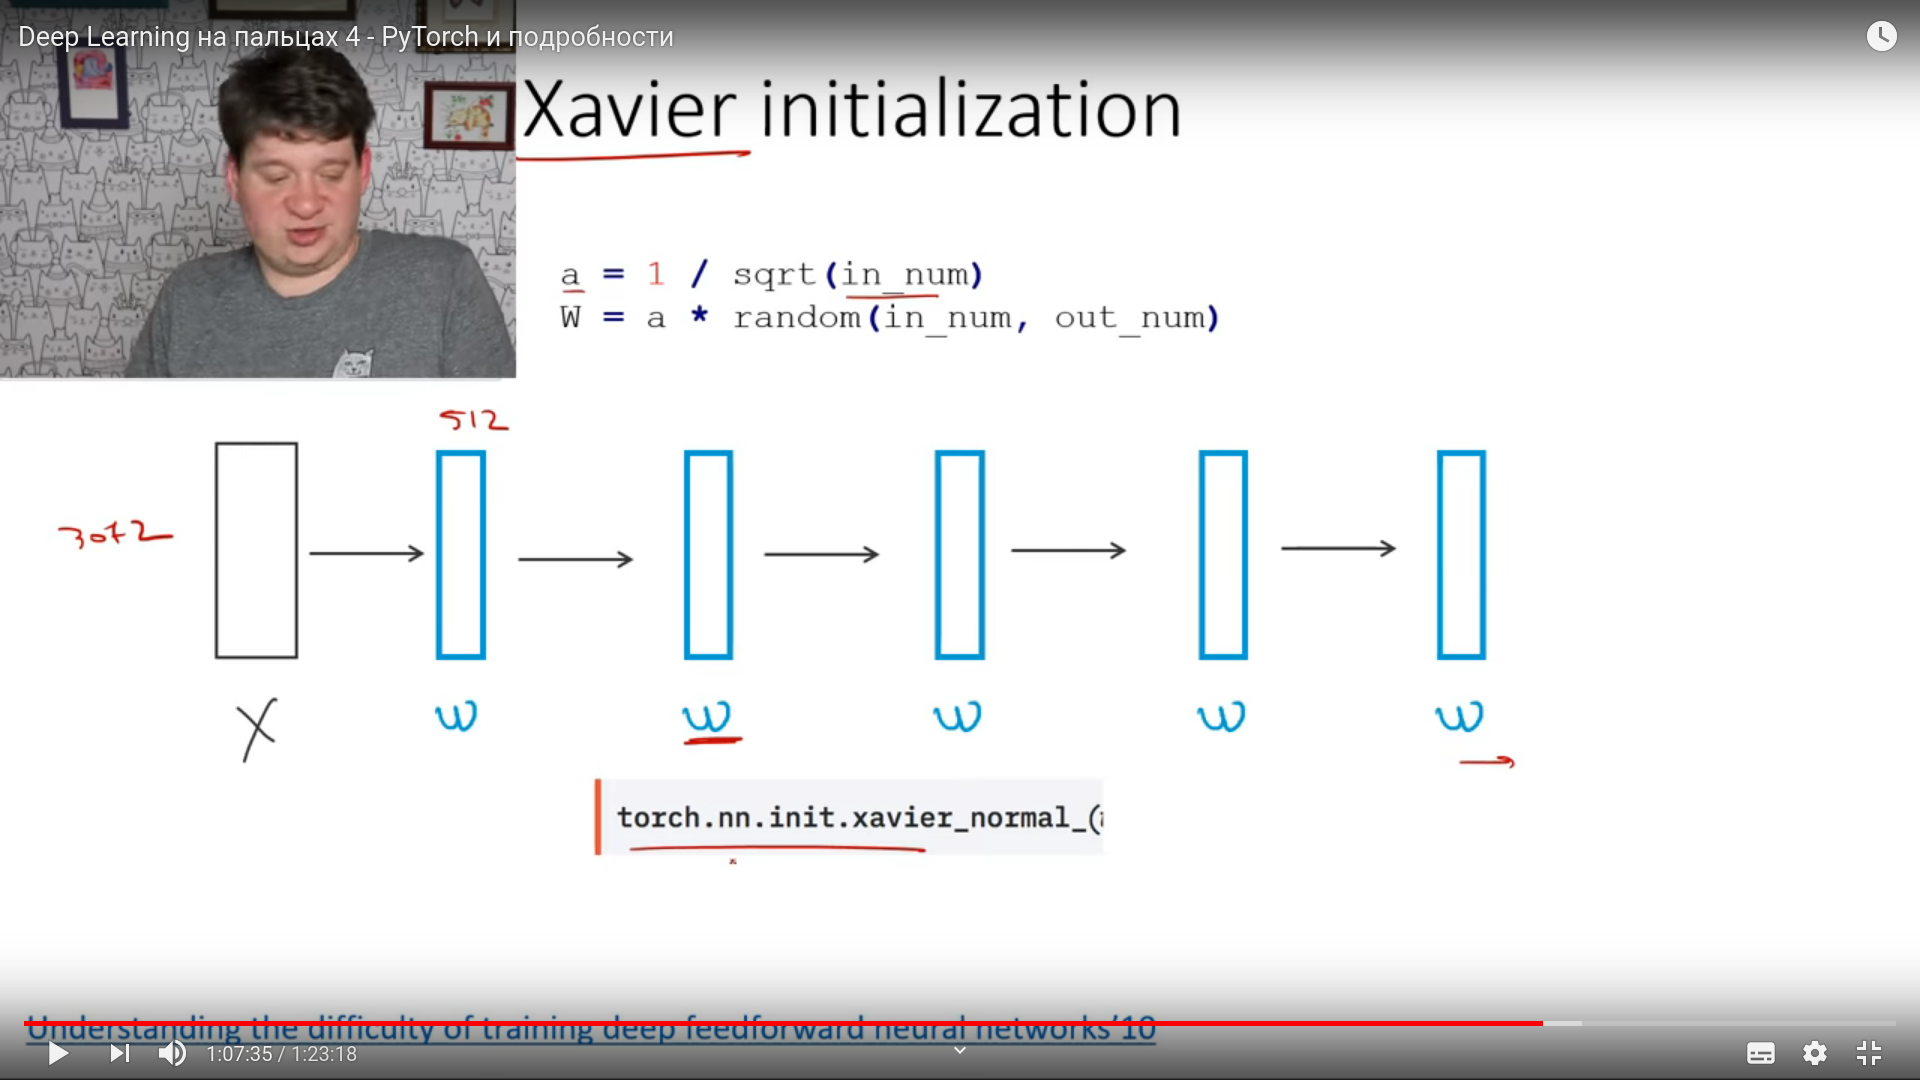 Deep Learning на пальцах 4 - PyTorch и подробности
Xavier initialization
a = 1 / sqrt(in_num)
W = a * random(in_num, out_num)
512
3072
X
W
W
W
W
W
torch.nn.init.xavier_normal_(
Understanding the difficulty of training deep feedforward neural networks'10
1:07:35 / 1:23:18